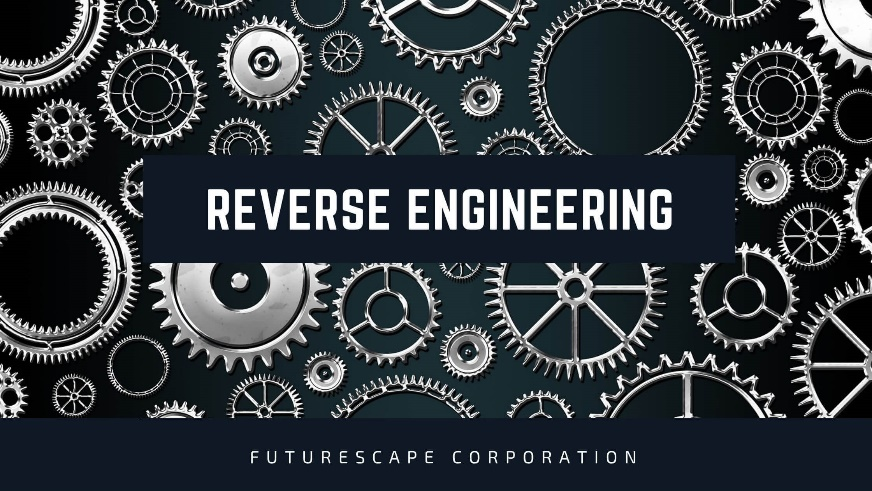 REVERSE ENGINEERING
FUTURESCAPE CORPORATION